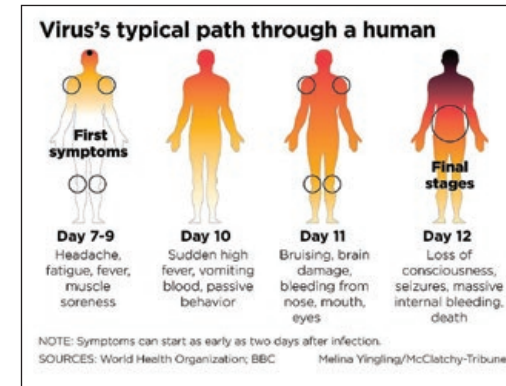 Virus's typical path through a human
First
symptoms
Final
stages
Day 7-9
Headache,
fatigue, fever,
muscle
soreness
Day 10
Sudden high
fever, vomiting
blood, passive
behavior
Day 11
Bruising, brain
damage,
bleeding from
nose, mouth,
eyes
Day 12
Loss of
consciousness,
seizures, massive
internal bleeding,
death
NOTE: Symptoms can start as early as two days after infection.
SOURCES: World Health Organization; BBC
Melina Yingling/McClatchy-Tribune